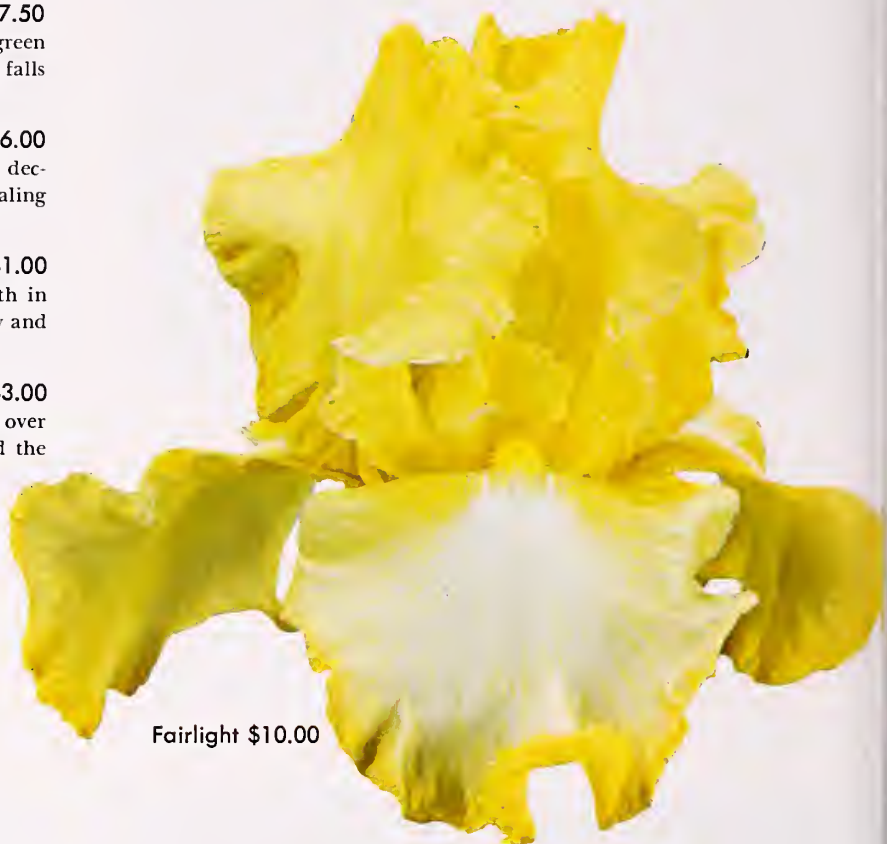 7.50
green
falls
6.00
dec-
aling
1.00
th in
and
3.00
over
d the
Fairlight $10.00